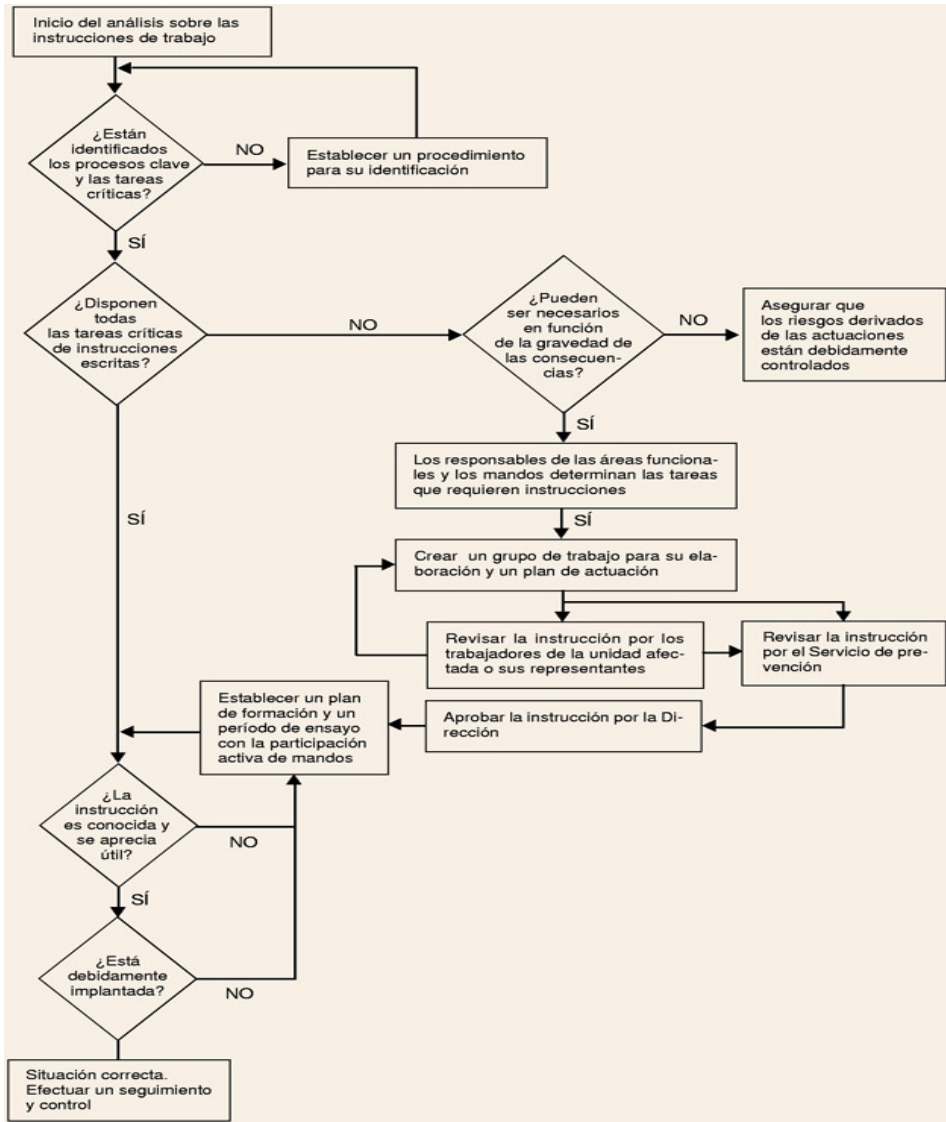 Inicio del análisis sobre las
instrucciones de trabajo
¿Están
identificados
los procesos clave
y las tareas
críticas?
NO
Establecer un procedimiento
para su identificación
SÍ
¿Disponen
todas
las tareas críticas
de instrucciones
escritas?
NO
¿Pueden
ser necesarios
en función
de la gravedad de
las consecuen-
cias?
NO
Asegurar que
los riesgos derivados
de las actuaciones
están debidamente
controlados
SÍ
Los responsables de las áreas funciona-
les y los mandos determinan las tareas
que requieren instrucciones
SÍ
SÍ
Crear un grupo de trabajo para su ela-
boración y un plan de actuación
Revisar la instrucción por los
trabajadores de la unidad afec-
tada o sus representantes
Revisar la instrucción
por el Servicio de pre-
vención
Aprobar la instrucción por la Di-
rección
Establecer un plan
de formación y un
período de ensayo
con la participación
activa de mandos
¿La
instrucción
es conocida y
se aprecia
útil?
NO
SÍ
¿Está
debidamente
implantada?
NO
Situación correcta.
Efectuar un seguimiento
y control